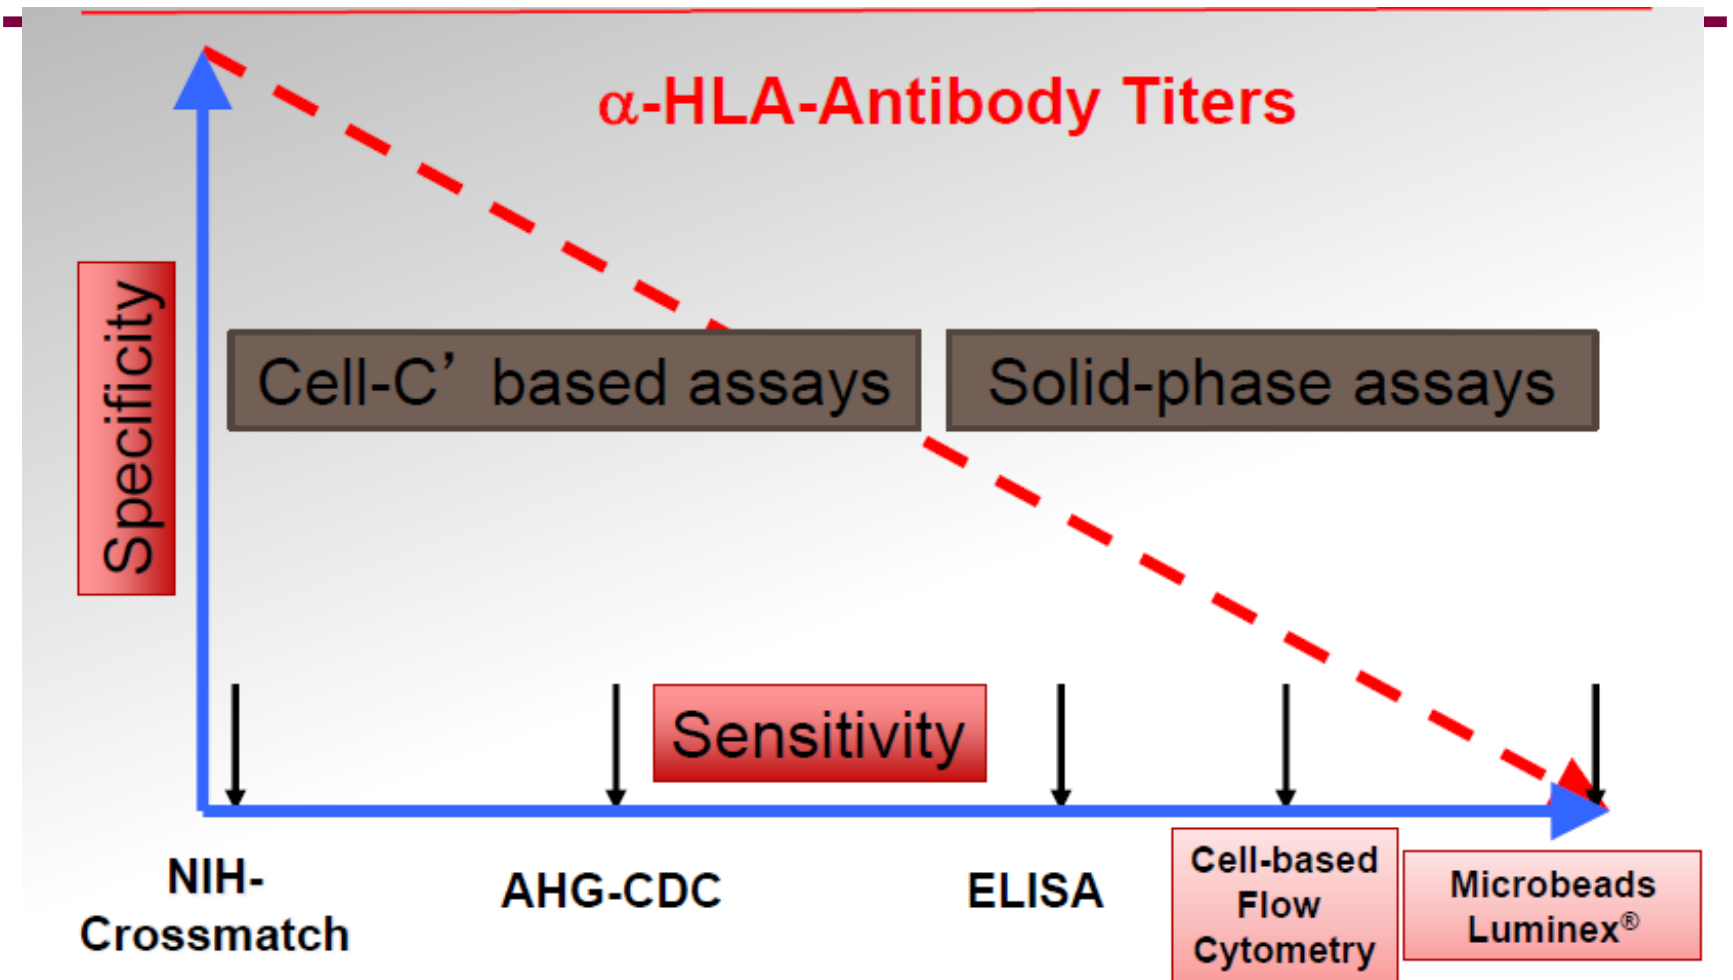 α-HLA-Antibody Titers
Specificity
Cell-C’ based assays
Solid-phase assays
Sensitivity
NIH-
Crossmatch
AHG-CDC
ELISA
Cell-based
Flow
Cytometry
Microbeads
Luminex®